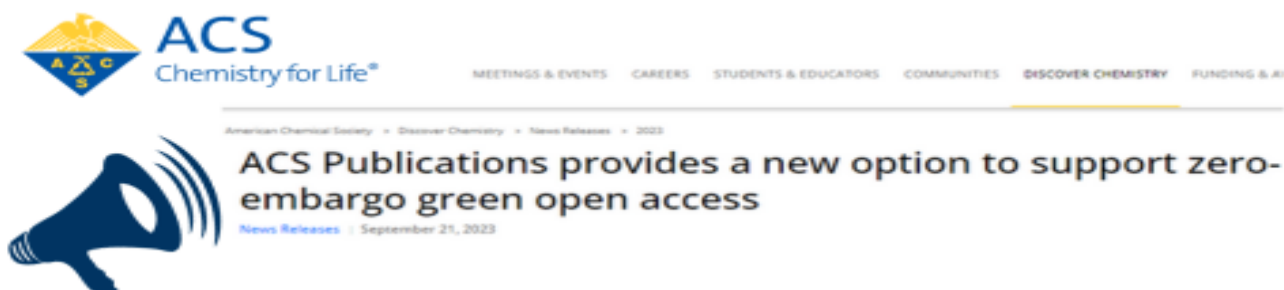 ACS
Chemistry for Life®
A C S
MEETINGS & EVENTS CAREERS STUDENTS & EDUCATORS COMMUNITIES DISCOVER CHEMISTRY FUNDING &
American Chemical Society > Discover Chemistry > News Releases > 2023
ACS Publications provides a new option to support zero-
embargo green open access
News Releases | September 21, 2023